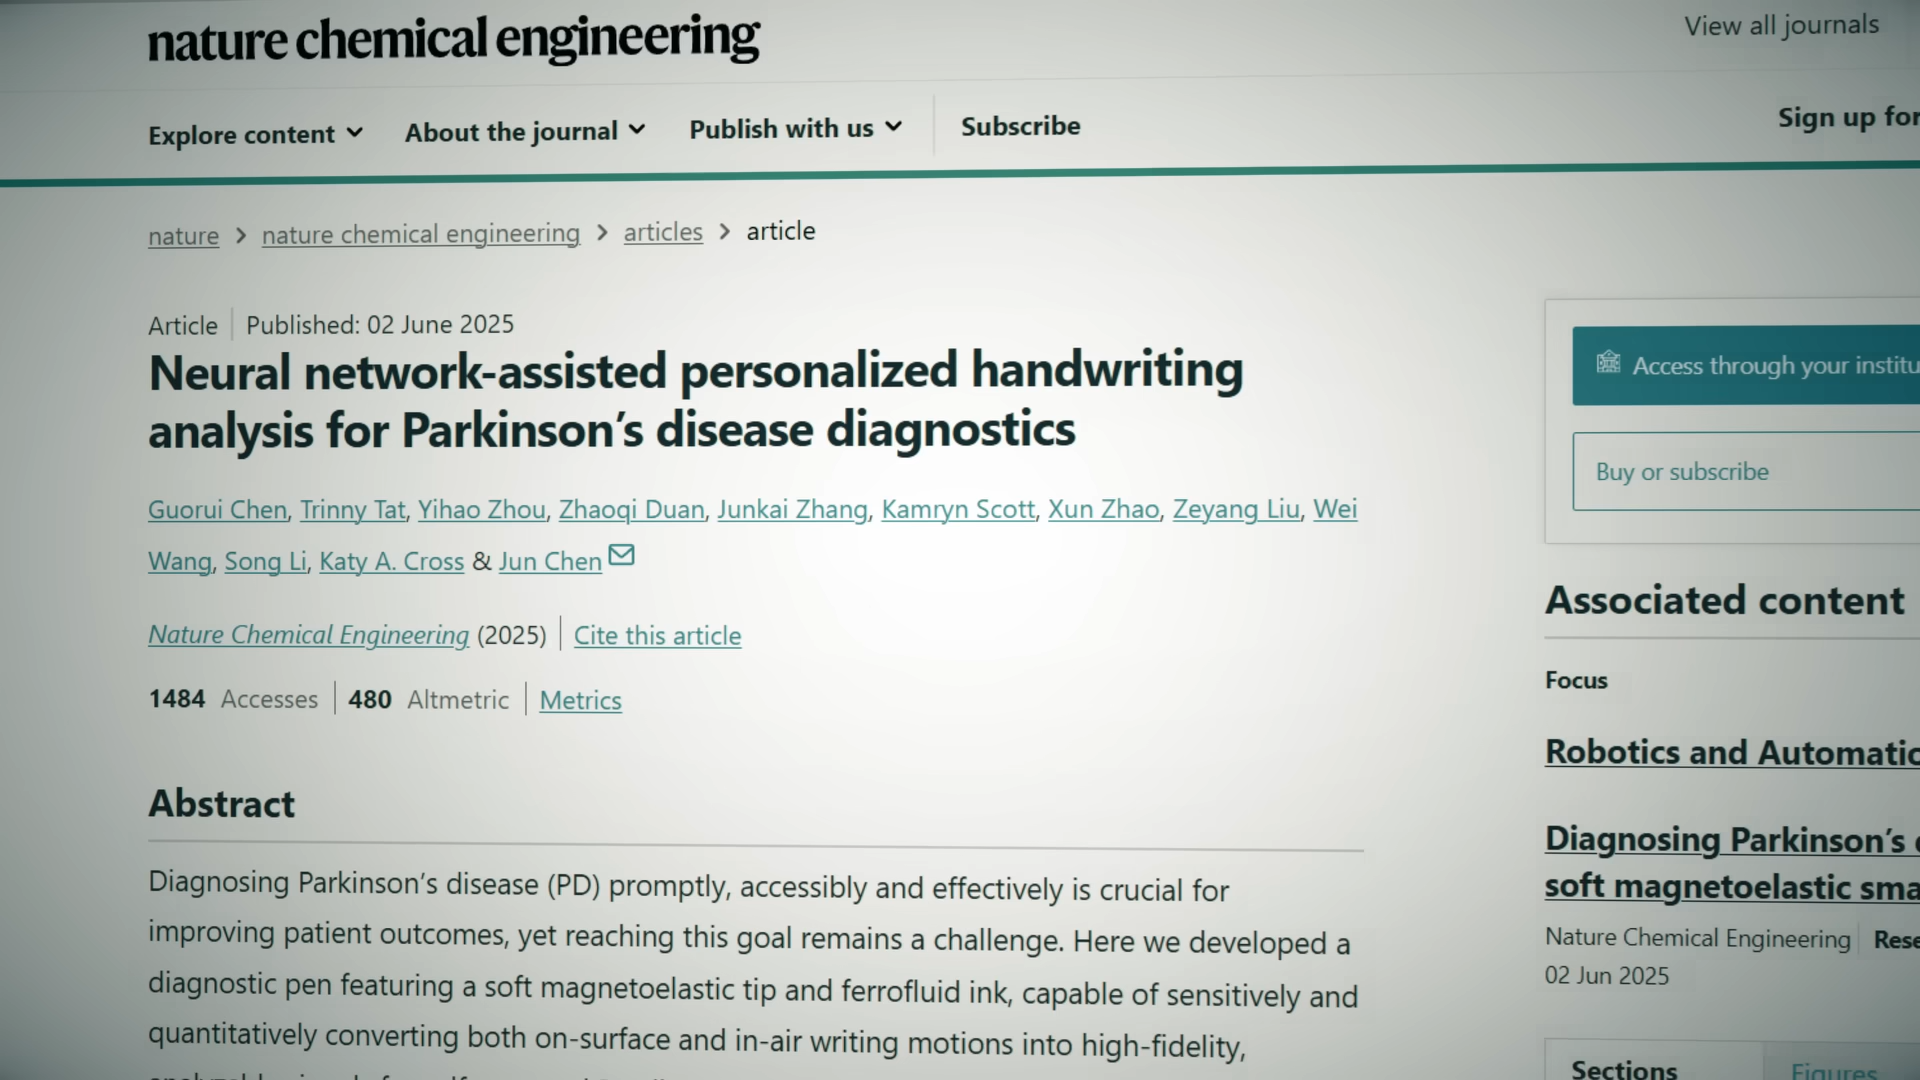 nature chemical engineering
View all journals
Explore content
About the journal
Publish with us
Subscribe
Sign up for
nature > nature chemical engineering > articles > article
Article | Published: 02 June 2025
Neural network-assisted personalized handwriting
analysis for Parkinson’s disease diagnostics
Guorui Chen, Trinny Tat, Yihao Zhou, Zhaoqi Duan, Junkai Zhang, Kamryn Scott, Xun Zhao, Zeyang Liu, Wei
Wang, Song Li, Katy A. Cross & Jun Chen
Nature Chemical Engineering (2025) | Cite this article
1484 Accesses | 480 Altmetric | Metrics
Abstract
Diagnosing Parkinson’s disease (PD) promptly, accessibly and effectively is crucial for
improving patient outcomes, yet reaching this goal remains a challenge. Here we developed a
diagnostic pen featuring a soft magnetoelastic tip and ferrofluid ink, capable of sensitively and
quantitatively converting both on-surface and in-air writing motions into high-fidelity,
Access through your
Buy or subscribe
Associated content
Focus
Robotics and
Diagnosing Parkinson’s
soft magnetoelastic
Nature Chemical Engineering
02 Jun 2025
Sections
Figures